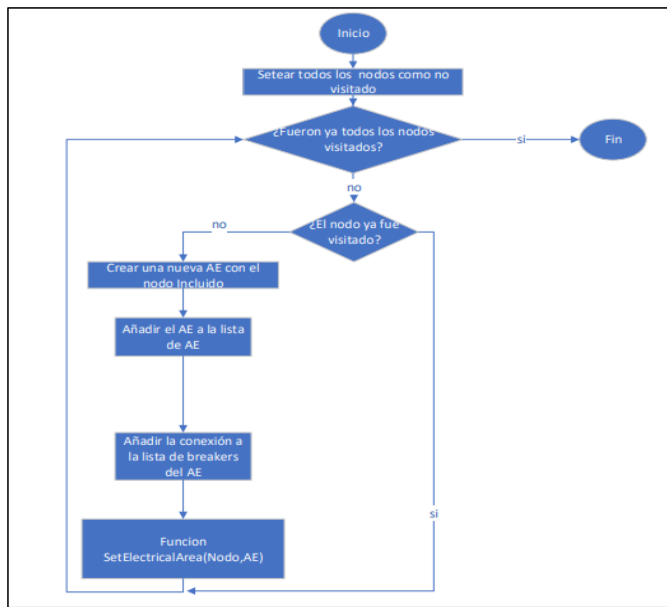 Inicio
Setear todos los nodos como no
visitado
¿Fueron ya todos los nodos
visitados?
si
Fin
no
¿El nodo ya fue
visitado?
no
Crear una nueva AE con el
nodo Incluido
Añadir el AE a la lista
de AE
Añadir la conexión a
la lista de breakers
del AE
si
Funcion
SetElectricalArea(Nodo,AE)